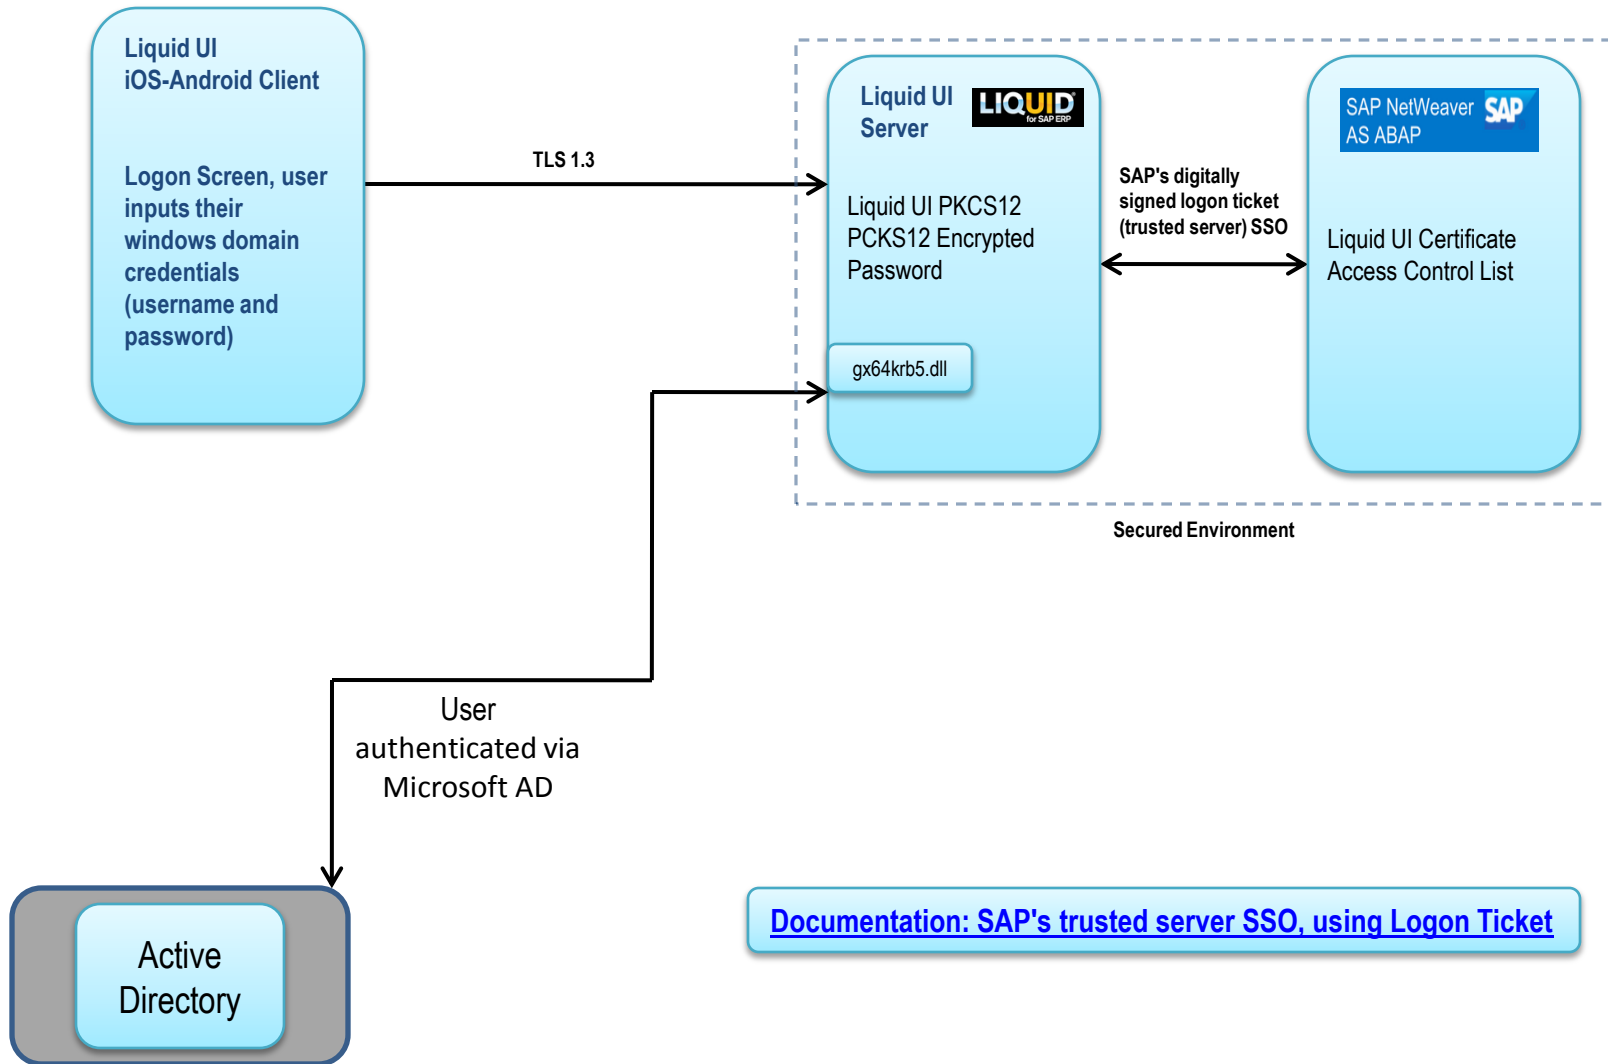 Liquid UI
iOS-Android Client
Logon Screen, user
inputs their
windows domain
credentials
(username and
password)
TLS 1.3
Liquid UI
Server
LIQUID®
for SAP ERP
Liquid UI PKCS12
PCKS12 Encrypted
Password
gx64krb5.dll
SAP's digitally
signed logon ticket
(trusted server) SSO
SAP NetWeaver
AS ABAP
SAP
Liquid UI Certificate
Access Control List
Secured Environment
User
authenticated via
Microsoft AD
Active
Directory
Documentation: SAP's trusted server SSO, using Logon Ticket